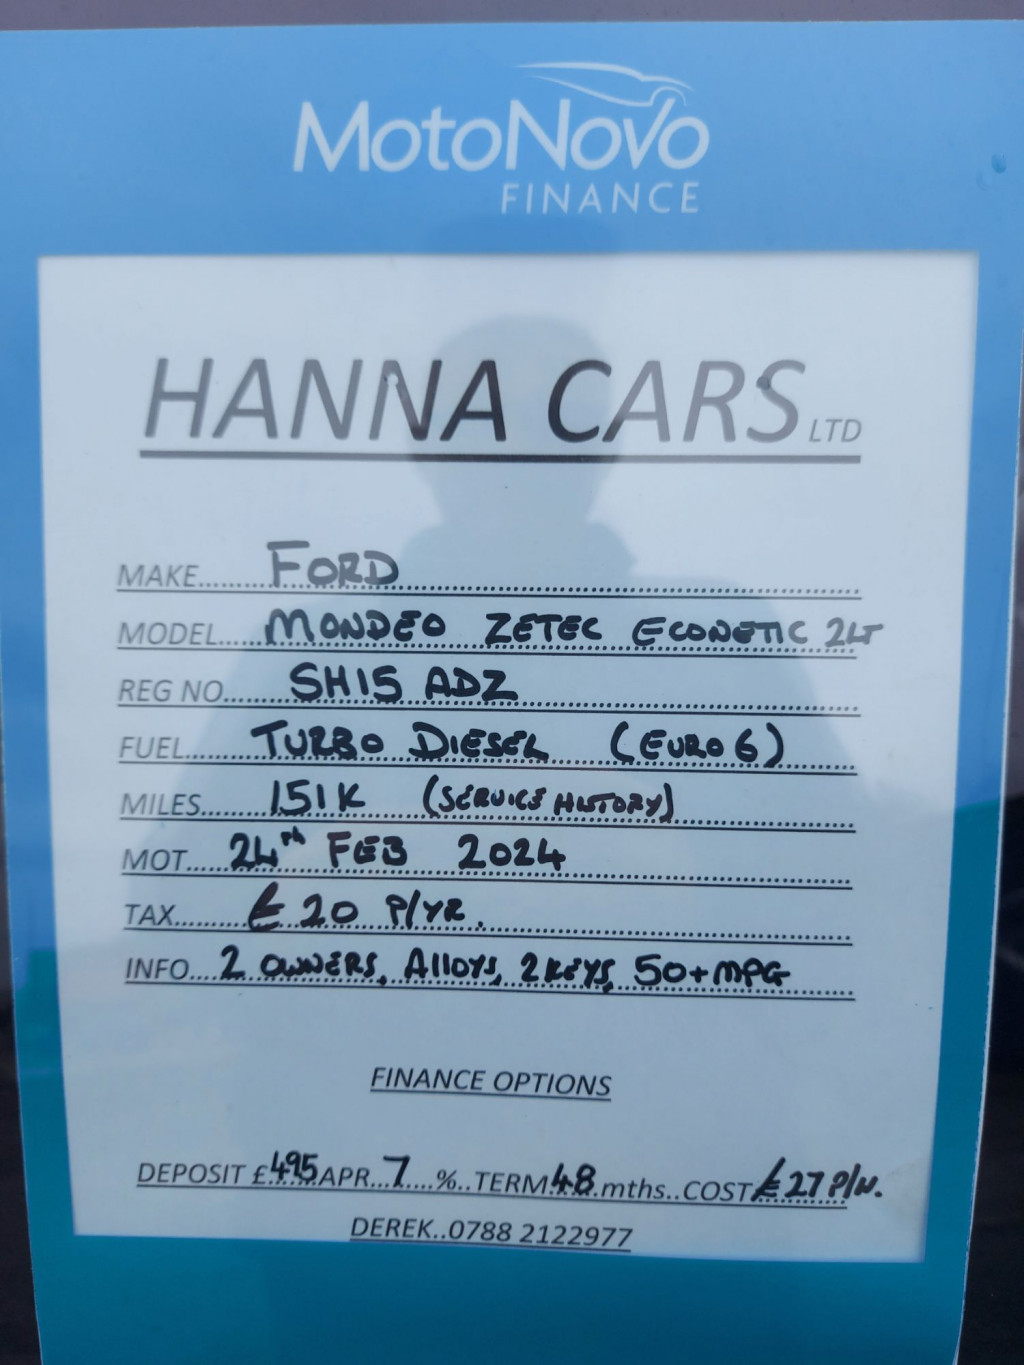 MotoNovo
FINANCE
HANNA CARS LTD
MAKE.......FORD
MODEL.....MONDEO ZETEC ECONETIC 2LT
REG NO.......SH15 ADZ
FUEL.......TURBO DIESEL (EURO 6)
MILES.......151K (SERVICE HISTORY)
MOT....24TH FEB 2024
TAX........£20 P/YR.
INFO...2 OWNERS, Alloys, 2 KEYS, 50+MPG
FINANCE OPTIONS
DEPOSIT £495 APR...7....%..TERM 48.mths..COST £27 P/W.
DEREK..0788 2122977